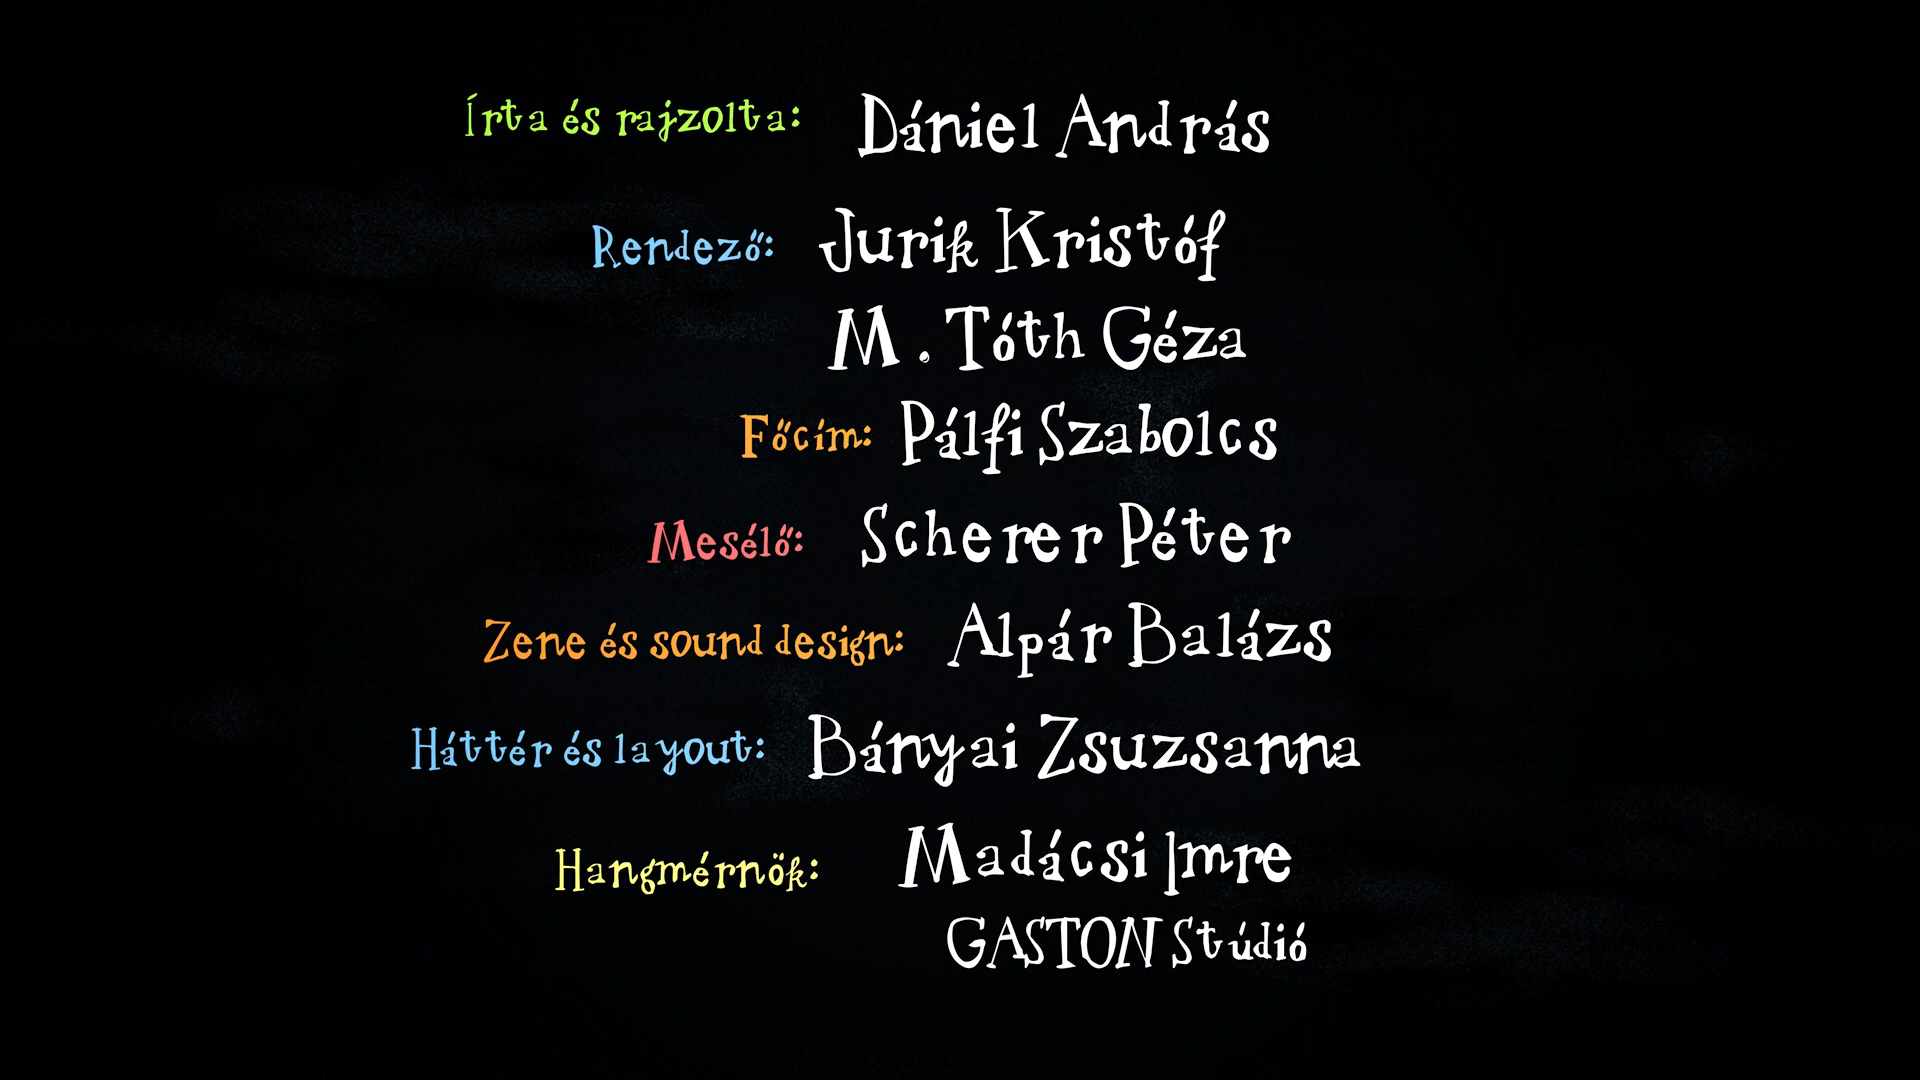 Írta és rajzolta: Dániel András
Rendező: Jurik Kristóf
M. Tóth Géza
Főcím: Pálfi Szabolcs
Mesélő: Scherer Péter
Zene és sound design: Alpár Balázs
Háttér és layout: Bányai Zsuzsanna
Hangmérnök: Madácsi Imre
GASTON Stúdió